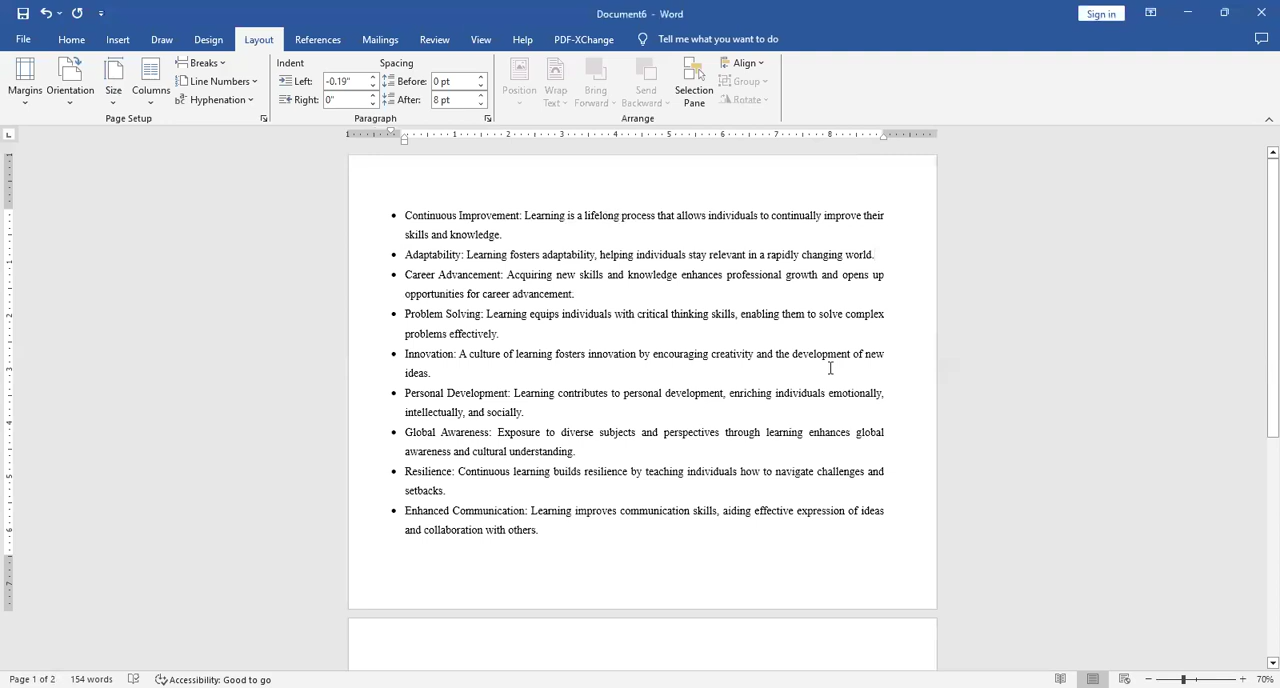 Document6 - Word
Sign in
File Home Insert Draw Design Layout References Mailings Review View Help PDF-XChange Tell me what you want to do
Margins Orientation Size Columns
Breaks
Line Numbers
Hyphenation
Page Setup
Indent Spacing
Left: -0.19" Before: 0 pt
Right: 0" After: 8 pt
Paragraph
Position Wrap Text Bring Forward Send Backward Selection Pane
Align
Group
Rotate
Arrange
1 1 2 3 4 5 6 7 8
• Continuous Improvement: Learning is a lifelong process that allows individuals to continually improve their
skills and knowledge.
• Adaptability: Learning fosters adaptability, helping individuals stay relevant in a rapidly changing world.
• Career Advancement: Acquiring new skills and knowledge enhances professional growth and opens up
opportunities for career advancement.
• Problem Solving: Learning equips individuals with critical thinking skills, enabling them to solve complex
problems effectively.
• Innovation: A culture of learning fosters innovation by encouraging creativity and the development of new
ideas.
• Personal Development: Learning contributes to personal development, enriching individuals emotionally,
intellectually, and socially.
• Global Awareness: Exposure to diverse subjects and perspectives through learning enhances global
awareness and cultural understanding.
• Resilience: Continuous learning builds resilience by teaching individuals how to navigate challenges and
setbacks.
• Enhanced Communication: Learning improves communication skills, aiding effective expression of ideas
and collaboration with others.
Page 1 of 2 154 words Accessibility: Good to go 70%